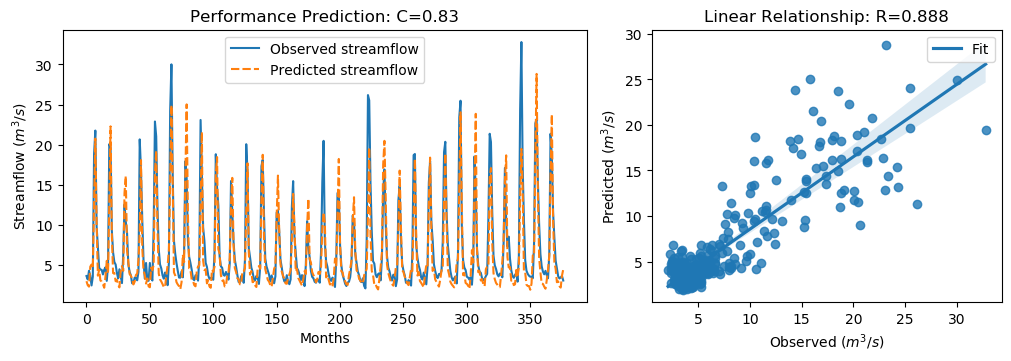 Performance Prediction: C=0.83
Observed streamflow
Predicted streamflow
Streamflow (m³/s)
30
25
20
15
10
5
0
50
100
150
200
250
300
350
Months
Linear Relationship: R=0.888
Fit
Predicted (m³/s)
30
25
20
15
10
5
5
10
15
20
25
30
Observed (m³/s)